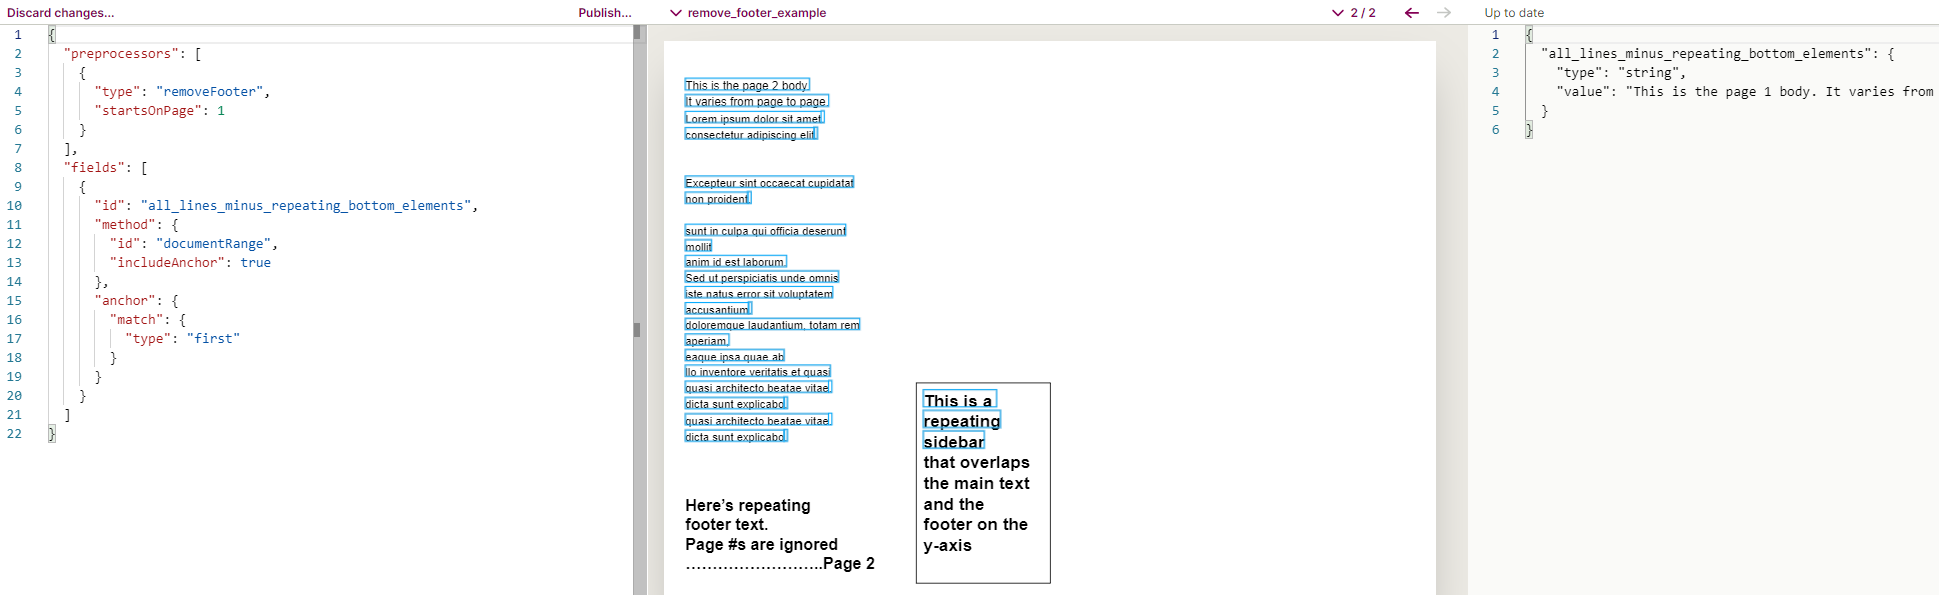 Discard changes...
Publish...
remove_footer_example
2 / 2
Up to date
1 {
2 "preprocessors": [
3 {
4 "type": "removeFooter",
5 "startsOnPage": 1
6 }
7 ],
8 "fields": [
9 {
10 "id": "all_lines_minus_repeating_bottom_elements",
11 "method": {
12 "id": "documentRange",
13 "includeAnchor": true
14 },
15 "anchor": {
16 "match": {
17 "type": "first"
18 }
19 }
20 }
21 ]
22 }
This is the page 2 body.
It varies from page to page.
Lorem ipsum dolor sit amet
consectetur adipiscing elit
Excepteur sint occaecat cupidatat
non proident
sunt in culpa qui officia deserunt
mollit
anim id est laborum.
Sed ut perspiciatis unde omnis
iste natus error sit voluptatem
accusantium
doloremque laudantium, totam rem
aperiam,
eaque ipsa quae ab
llo inventore veritatis et quasi
quasi architecto beatae vitae
dicta sunt explicabo
quasi architecto beatae vitae
dicta sunt explicabo
Here’s repeating
footer text.
Page #s are ignored
……………………..Page 2
This is a
repeating
sidebar
that overlaps
the main text
and the
footer on the
y-axis
1 {
2 "all_lines_minus_repeating_bottom_elements": {
3 "type": "string",
4 "value": "This is the page 1 body. It varies from
5 }
6 }